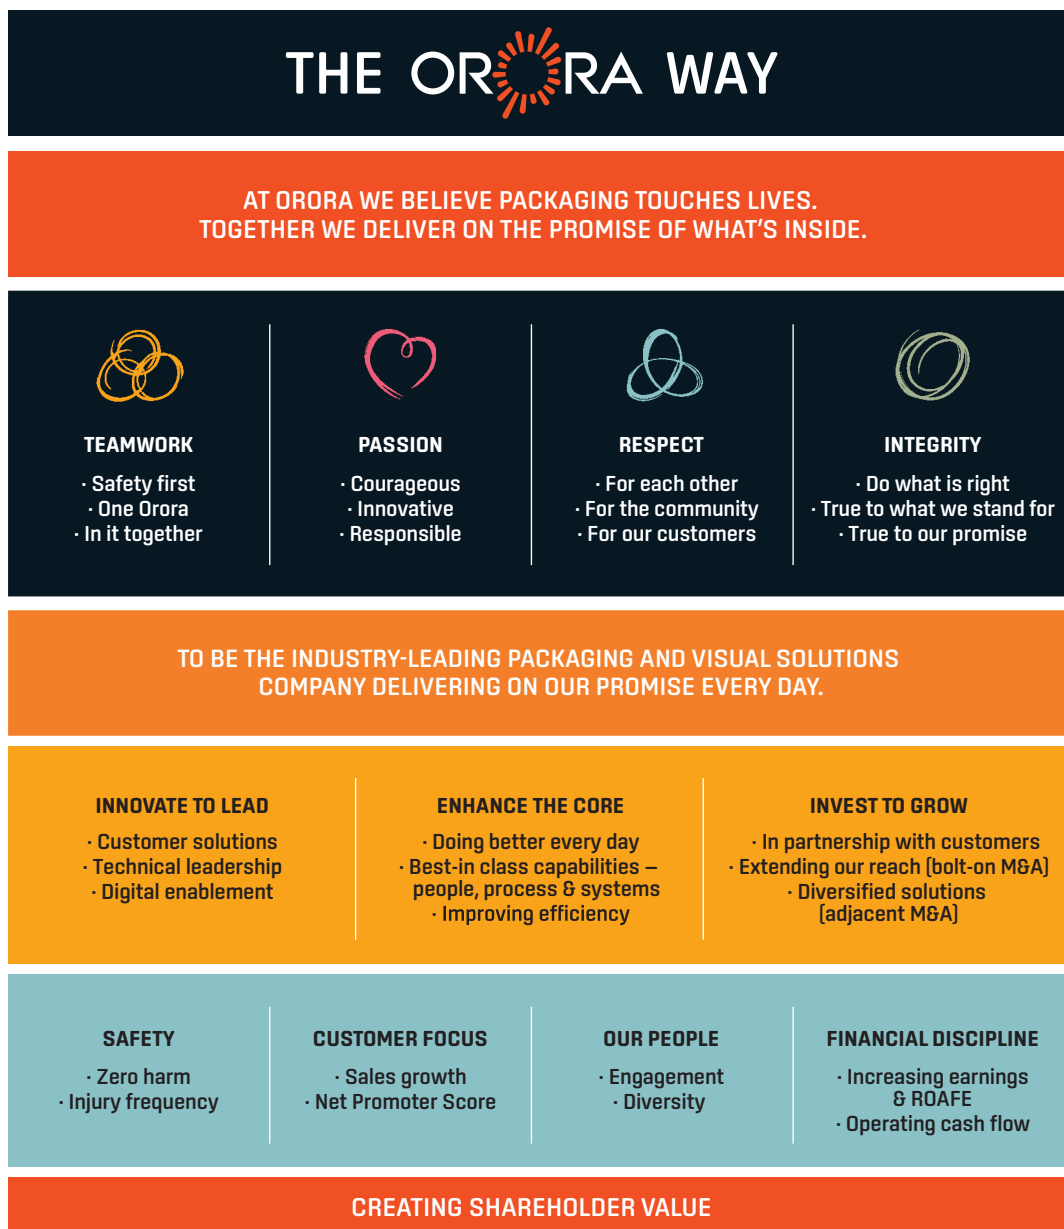 THE ORORA WAY
AT ORORA WE BELIEVE PACKAGING TOUCHES LIVES.
TOGETHER WE DELIVER ON THE PROMISE OF WHAT'S INSIDE.
TEAMWORK
· Safety first
· One Orora
· In it together
PASSION
· Courageous
· Innovative
· Responsible
RESPECT
· For each other
· For the community
· For our customers
INTEGRITY
· Do what is right
· True to what we stand for
· True to our promise
TO BE THE INDUSTRY-LEADING PACKAGING AND VISUAL SOLUTIONS
COMPANY DELIVERING ON OUR PROMISE EVERY DAY.
INNOVATE TO LEAD
· Customer solutions
· Technical leadership
· Digital enablement
ENHANCE THE CORE
· Doing better every day
· Best-in class capabilities –
people, process & systems
· Improving efficiency
INVEST TO GROW
· In partnership with customers
· Extending our reach (bolt-on M&A)
· Diversified solutions
(adjacent M&A)
SAFETY
· Zero harm
· Injury frequency
CUSTOMER FOCUS
· Sales growth
· Net Promoter Score
OUR PEOPLE
· Engagement
· Diversity
FINANCIAL DISCIPLINE
· Increasing earnings
& ROAFE
· Operating cash flow
CREATING SHAREHOLDER VALUE